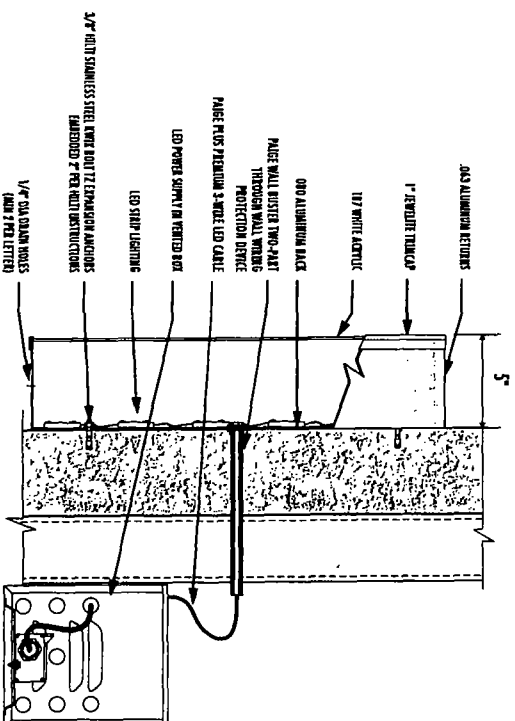 .063 ALUMINUM RETURNS
1" JEWELITE TRIMCAP
.187 WHITE ACRYLIC
.080 ALUMINUM BACK
PAIGE WALL BUSTER TWO-PART
THROUGH WALL WIRING
PROTECTION DEVICE
PAIGE PLUS PREMIUM 3-WIRE LED CABLE
LED POWER SUPPLY IN VENTED BOX
LED STRIP LIGHTING
3/8" HILTI STAINLESS STEEL KWIK BOLT TZ EXPANSION ANCHORS
EMBEDDED 2" PER HILTI INSTRUCTIONS
1/4" DIA DRAIN HOLES
(MIN 2 PER LETTER)
5"